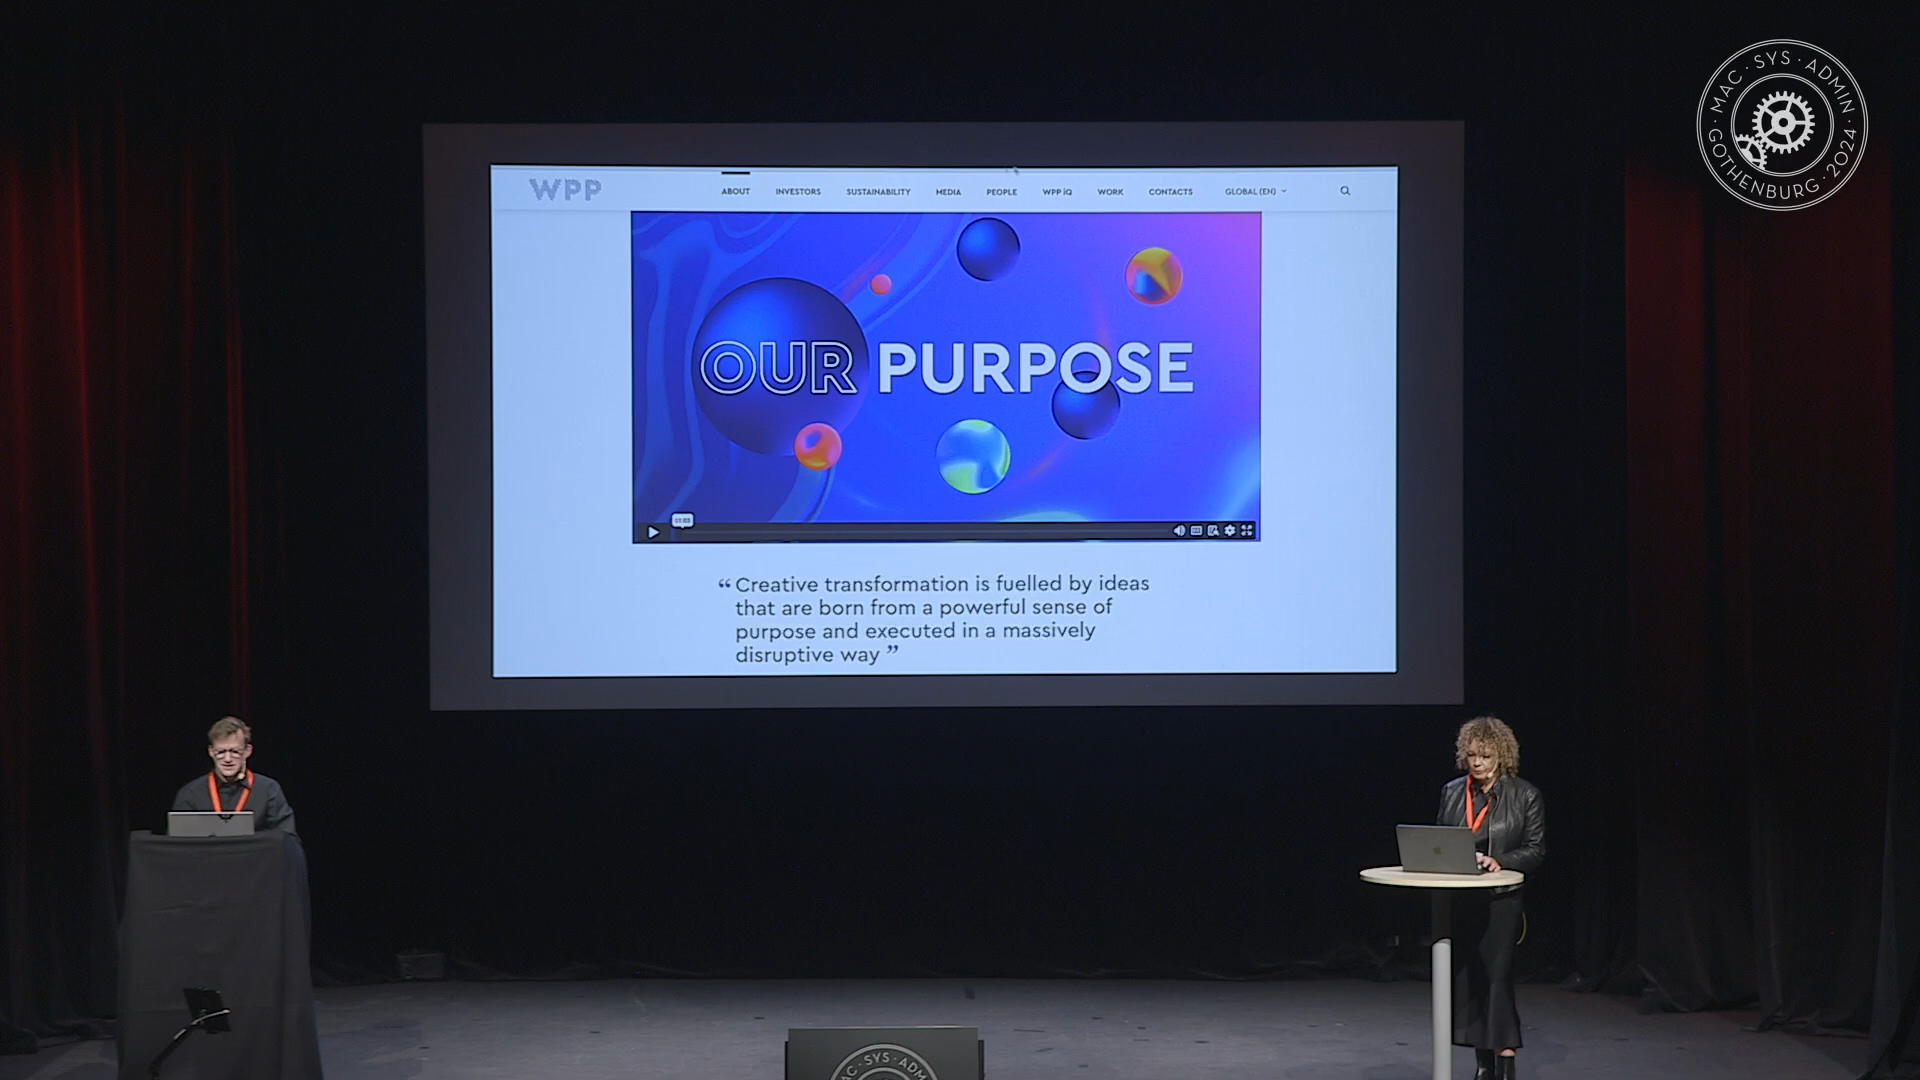 MAC · SYS · ADMIN
· GOTHENBURG · 2024 ·
WPP
ABOUT INVESTORS SUSTAINABILITY MEDIA PEOPLE WPP iQ WORK CONTACTS GLOBAL (EN)
OUR PURPOSE
“ Creative transformation is fuelled by ideas
that are born from a powerful sense of
purpose and executed in a massively
disruptive way ”
SYS · ADM